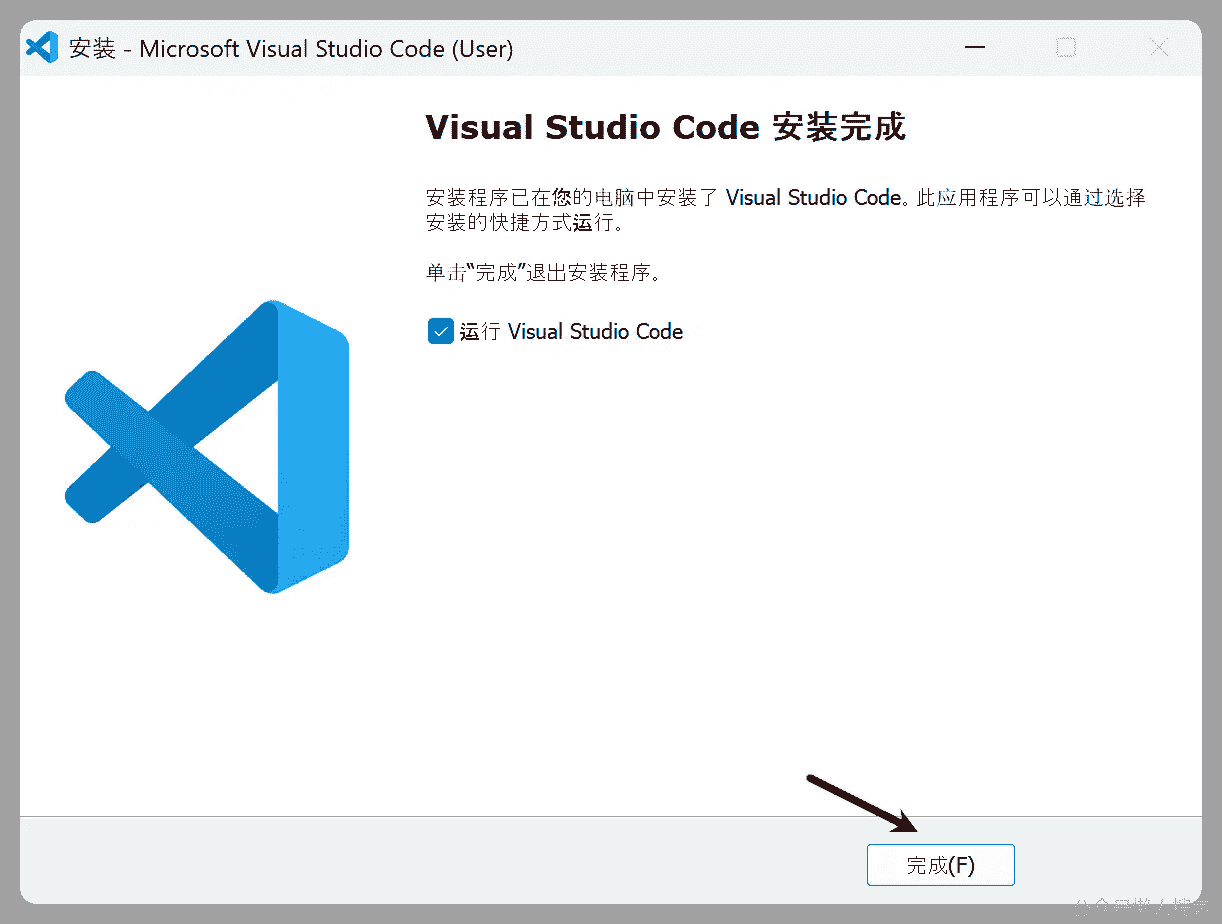 安装 - Microsoft Visual Studio Code (User)
Visual Studio Code 安装完成
安装程序已在您的电脑中安装了 Visual Studio Code。此应用程序可以通过选择
安装的快捷方式运行。
单击“完成”退出安装程序。
运行 Visual Studio Code
完成(F)